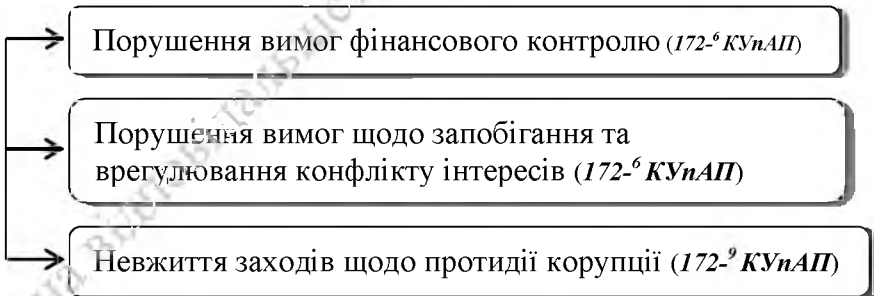 Порушення вимог фінансового контролю (172-⁶ КУпАП)
Порушення вимог щодо запобігання та
врегулювання конфлікту інтересів (172-⁶ КУпАП)
Невжиття заходів щодо протидії корупції (172-⁹ КУпАП)